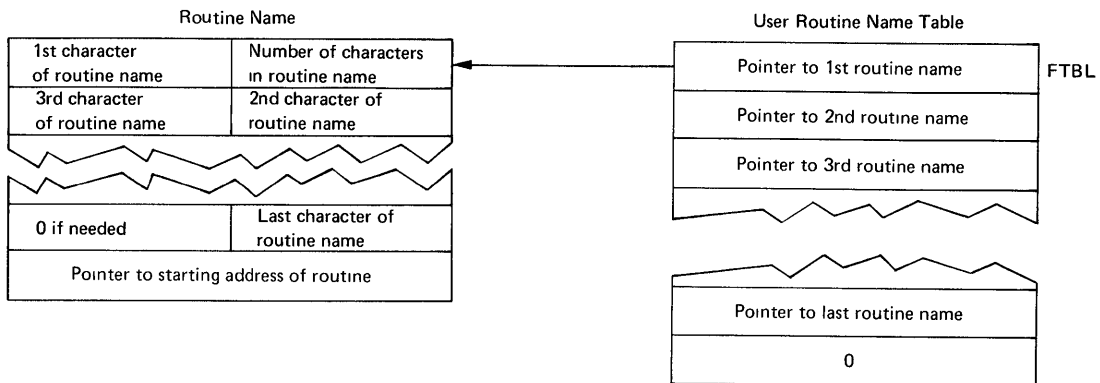 Routine Name
1st character
of routine name
Number of characters
in routine name
3rd character
of routine name
2nd character of
routine name
0 if needed
Last character of
routine name
Pointer to starting address of routine
User Routine Name Table
Pointer to 1st routine name
FTBL
Pointer to 2nd routine name
Pointer to 3rd routine name
Pointer to last routine name
0